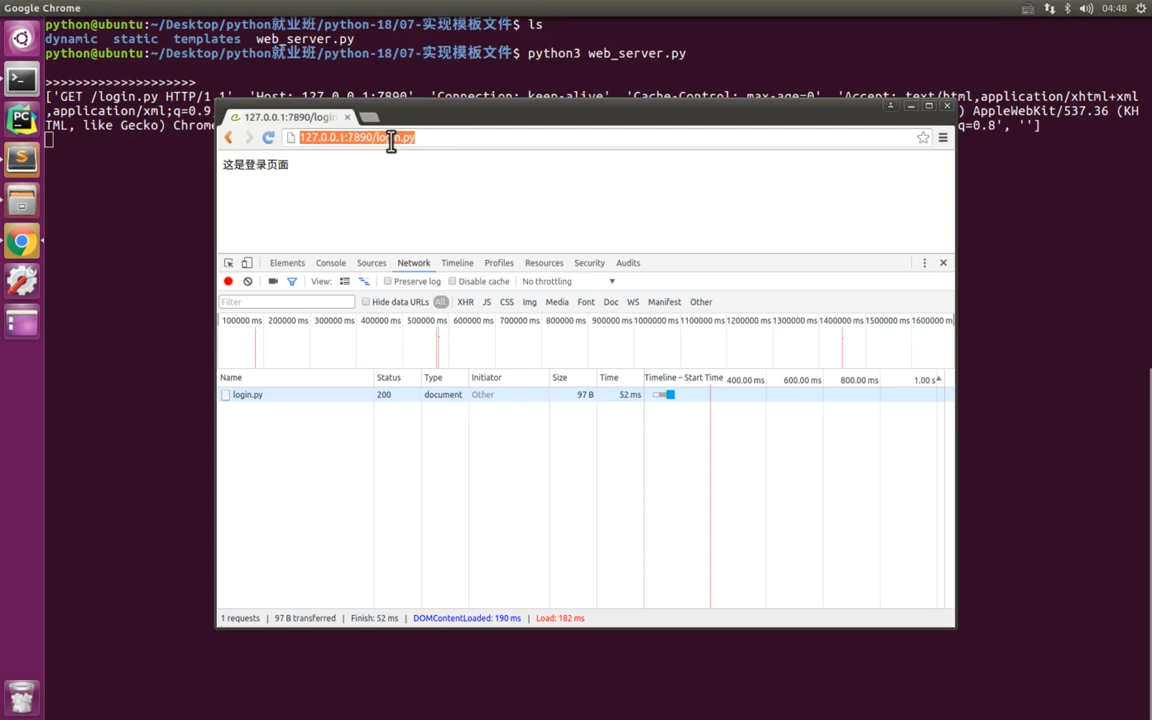 Google Chrome
04:48
python@ubuntu:~/Desktop/python就业班/python-18/07-实现模板文件$ ls
dynamic static templates web_server.py
python@ubuntu:~/Desktop/python就业班/python-18/07-实现模板文件$ python3 web_server.py
>>>>>>>>>>>>>>>>>>>>
['GET /login.py HTTP/1.1', 'Host: 127.0.0.1:7890', 'Connection: keep-alive', 'Cache-Control: max-age=0', 'Accept: text/html,application/xhtml+xml
,application/xml;q=0.9 ) AppleWebKit/537.36 (KH
TML, like Gecko) Chrome q=0.8', '']
127.0.0.1:7890/login
127.0.0.1:7890/login.py
这是登录页面
Elements Console Sources Network Timeline Profiles Resources Security Audits
View: Preserve log Disable cache No throttling
Filter Hide data URLs All XHR JS CSS Img Media Font Doc WS Manifest Other
100000 ms 200000 ms 300000 ms 400000 ms 500000 ms 600000 ms 700000 ms 800000 ms 900000 ms 1000000 ms 1100000 ms 1200000 ms 1300000 ms 1400000 ms 1500000 ms 1600000 m
Name Status Type Initiator Size Time Timeline – Start Time 400.00 ms 600.00 ms 800.00 ms 1.00 s
login.py 200 document Other 97 B 52 ms
1 requests | 97 B transferred | Finish: 52 ms | DOMContentLoaded: 190 ms | Load: 182 ms